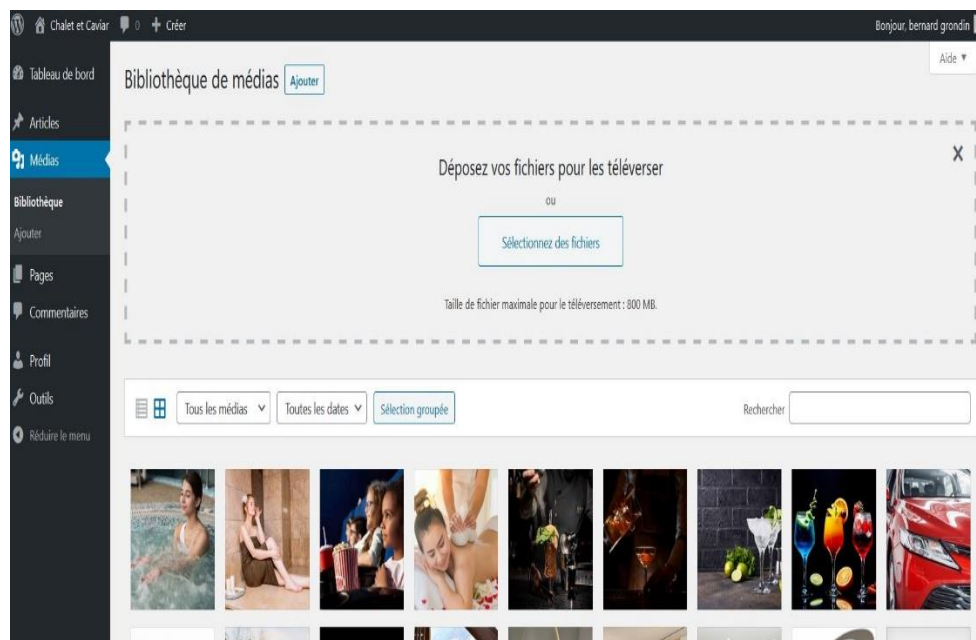 Chalet et Caviar 0 + Créer Bonjour, bernard grondin
Aide ▼
Tableau de bord
Articles
Médias
Bibliothèque
Ajouter
Pages
Commentaires
Profil
Outils
Réduire le menu
Bibliothèque de médias Ajouter
Déposez vos fichiers pour les téléverser
ou
Sélectionnez des fichiers
Taille de fichier maximale pour le téléversement : 800 MB.
Tous les médias Toutes les dates Sélection groupée Rechercher